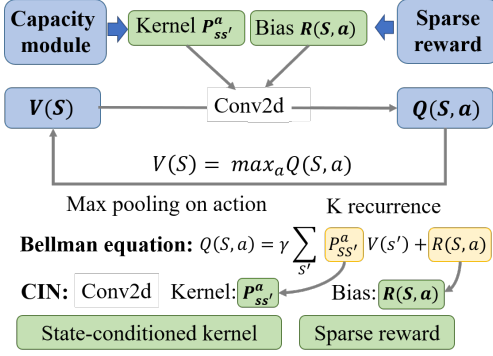 Capacity module
Kernel P^a_ss'
Bias R(S, a)
Sparse reward
V(S)
Conv2d
Q(S, a)
V(S) = max_a Q(S, a)
Max pooling on action
K recurrence
Bellman equation: Q(S, a) = γ ∑_s' P^a_SS' V(s') + R(S, a)
CIN: Conv2d Kernel: P^a_ss' Bias: R(S, a)
State-conditioned kernel
Sparse reward